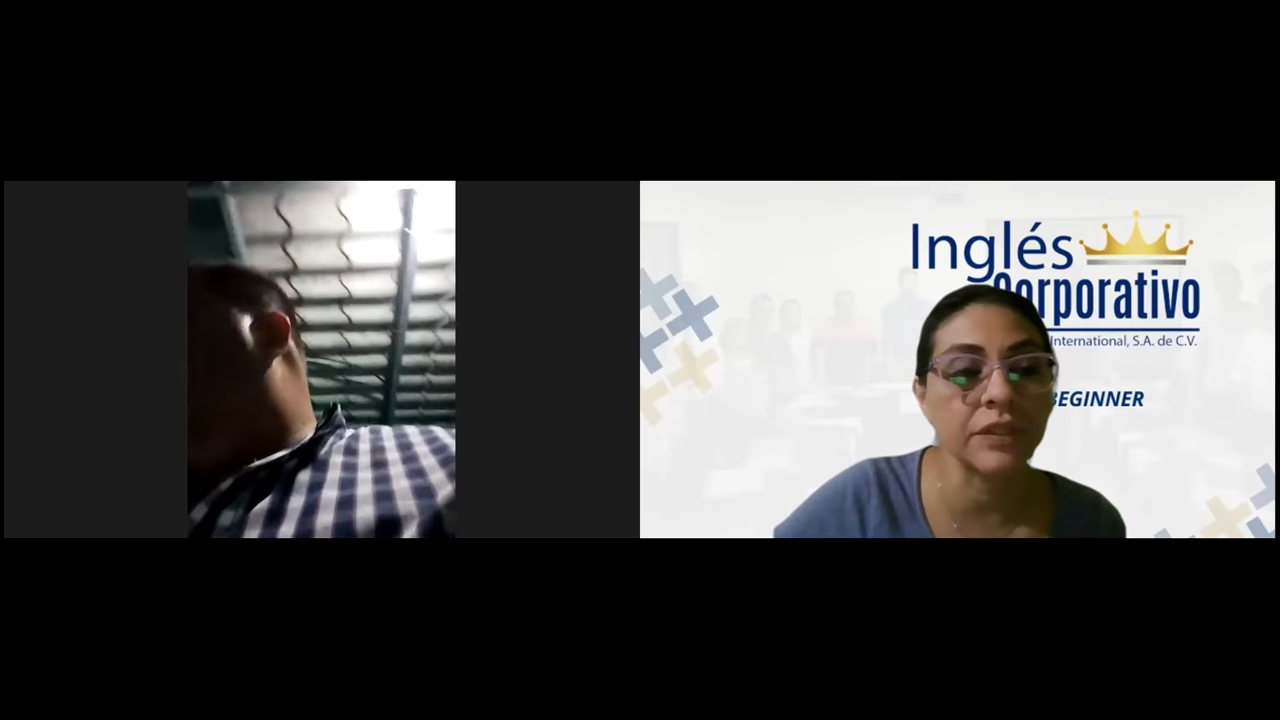 Inglés
Corporativo
International, S.A. de C.V.
BEGINNER